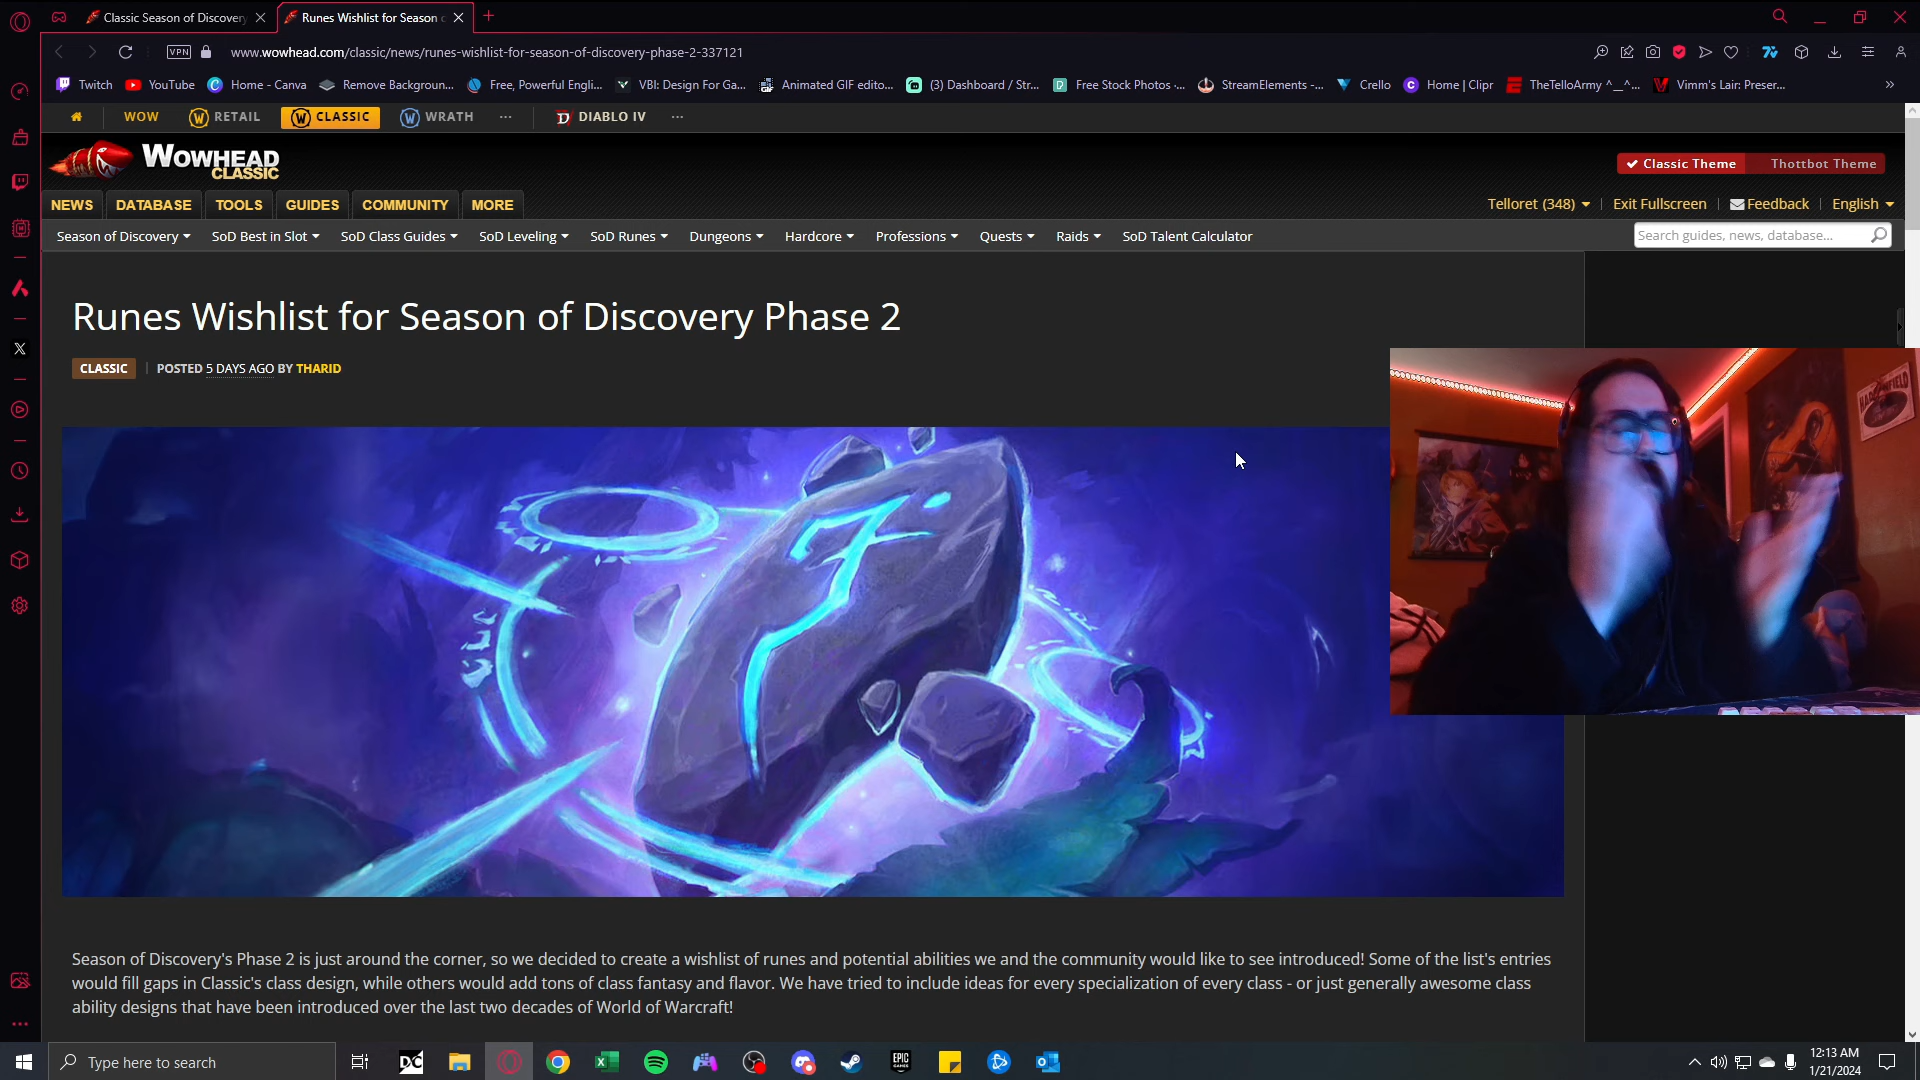 Classic Season of Discovery
Runes Wishlist for Season
VPN
www.wowhead.com/classic/news/runes-wishlist-for-season-of-discovery-phase-2-337121
Twitch
YouTube
Home - Canva
Remove Backgroun...
Free, Powerful Engli...
VBI: Design For Ga...
Animated GIF edito...
(3) Dashboard / Str...
Free Stock Photos -...
StreamElements -...
Crello
Home | Clipr
TheTelloArmy ^__^...
Vimm's Lair: Preser...
»
WOW
RETAIL
CLASSIC
WRATH
...
DIABLO IV
...
WOWHEAD
CLASSIC
Classic Theme
Thottbot Theme
NEWS
DATABASE
TOOLS
GUIDES
COMMUNITY
MORE
Telloret (348)
Exit Fullscreen
Feedback
English
Season of Discovery
SoD Best in Slot
SoD Class Guides
SoD Leveling
SoD Runes
Dungeons
Hardcore
Professions
Quests
Raids
SoD Talent Calculator
Search guides, news, database...
Runes Wishlist for Season of Discovery Phase 2
CLASSIC
POSTED 5 DAYS AGO BY THARID
Season of Discovery's Phase 2 is just around the corner, so we decided to create a wishlist of runes and potential abilities we and the community would like to see introduced! Some of the list's entries
would fill gaps in Classic's class design, while others would add tons of class fantasy and flavor. We have tried to include ideas for every specialization of every class - or just generally awesome class
ability designs that have been introduced over the last two decades of World of Warcraft!
Type here to search
DC
EPIC
GAMES
12:13 AM
1/21/2024